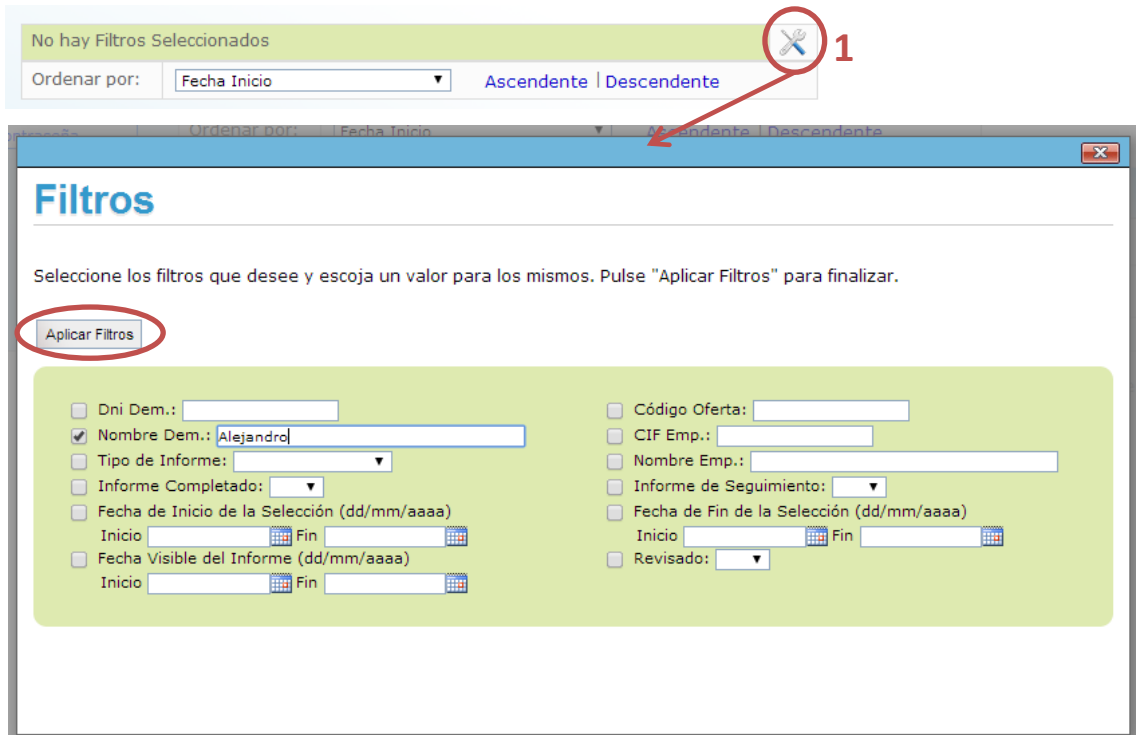 No hay Filtros Seleccionados
1
Ordenar por: Fecha Inicio Ascendente | Descendente
Ordenar por: Fecha Inicio Ascendente | Descendente
Filtros
Seleccione los filtros que desee y escoja un valor para los mismos. Pulse "Aplicar Filtros" para finalizar.
Aplicar Filtros
Dni Dem.: Código Oferta:
Nombre Dem.: Alejandro CIF Emp.:
Tipo de Informe: Nombre Emp.:
Informe Completado: Informe de Seguimiento:
Fecha de Inicio de la Selección (dd/mm/aaaa) Fecha de Fin de la Selección (dd/mm/aaaa)
Inicio Fin Inicio Fin
Fecha Visible del Informe (dd/mm/aaaa) Revisado:
Inicio Fin